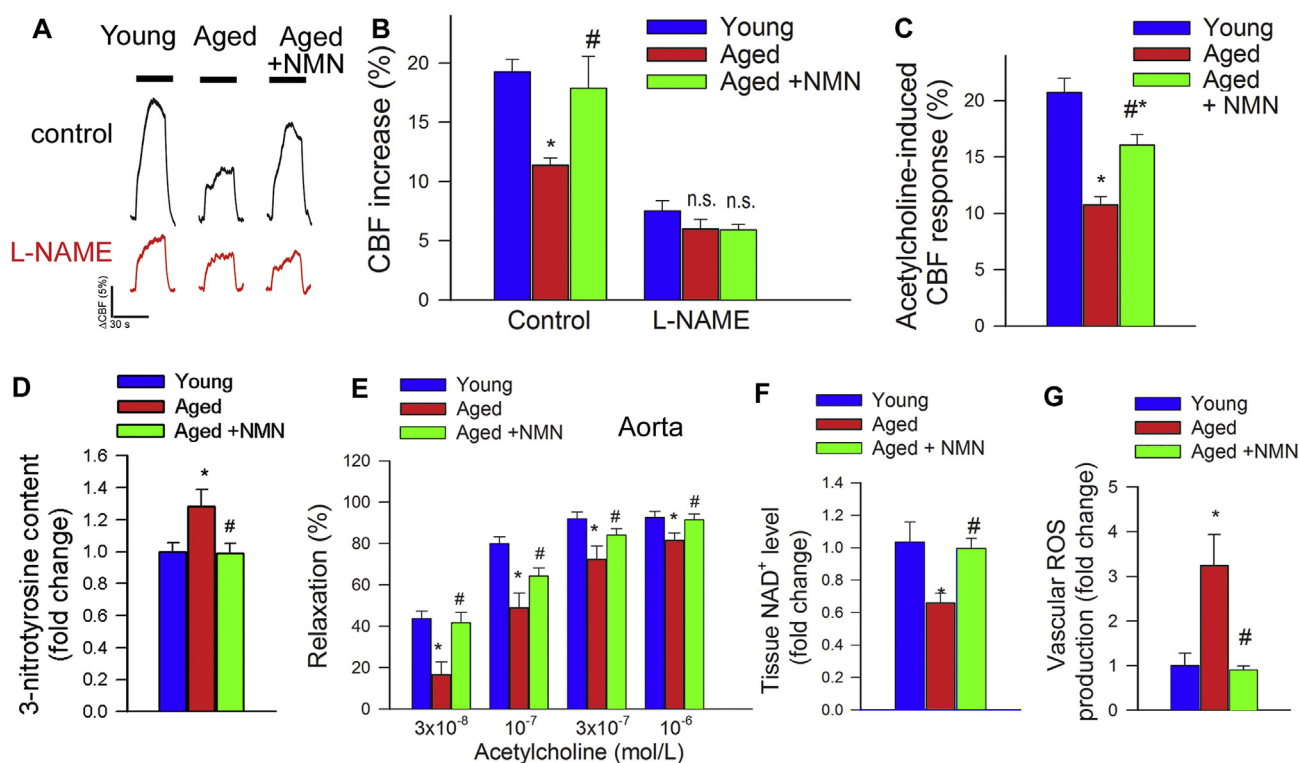 A
Young Aged Aged
+NMN
control
L-NAME
ΔCBF (5%)
30 s
B
Young
Aged
Aged +NMN
CBF increase (%)
20
15
10
5
0
*
#
n.s. n.s.
Control L-NAME
C
Young
Aged
Aged
+ NMN
Acetylcholine-induced
CBF response (%)
20
15
10
5
0
*
#*
D
Young
Aged
Aged +NMN
3-nitrotyrosine content
(fold change)
1.6
1.4
1.2
1.0
0.8
0.6
0.4
0.2
0.0
*
#
E
Young
Aged
Aged +NMN
Aorta
Relaxation (%)
120
100
80
60
40
20
0
* # * # * # * #
3x10-8 10-7 3x10-7 10-6
Acetylcholine (mol/L)
F
Young
Aged
Aged + NMN
Tissue NAD+ level
(fold change)
1.4
1.2
1.0
0.8
0.6
0.4
0.2
0.0
*
#
G
Young
Aged
Aged +NMN
Vascular ROS
production (fold change)
5
4
3
2
1
0
*
#